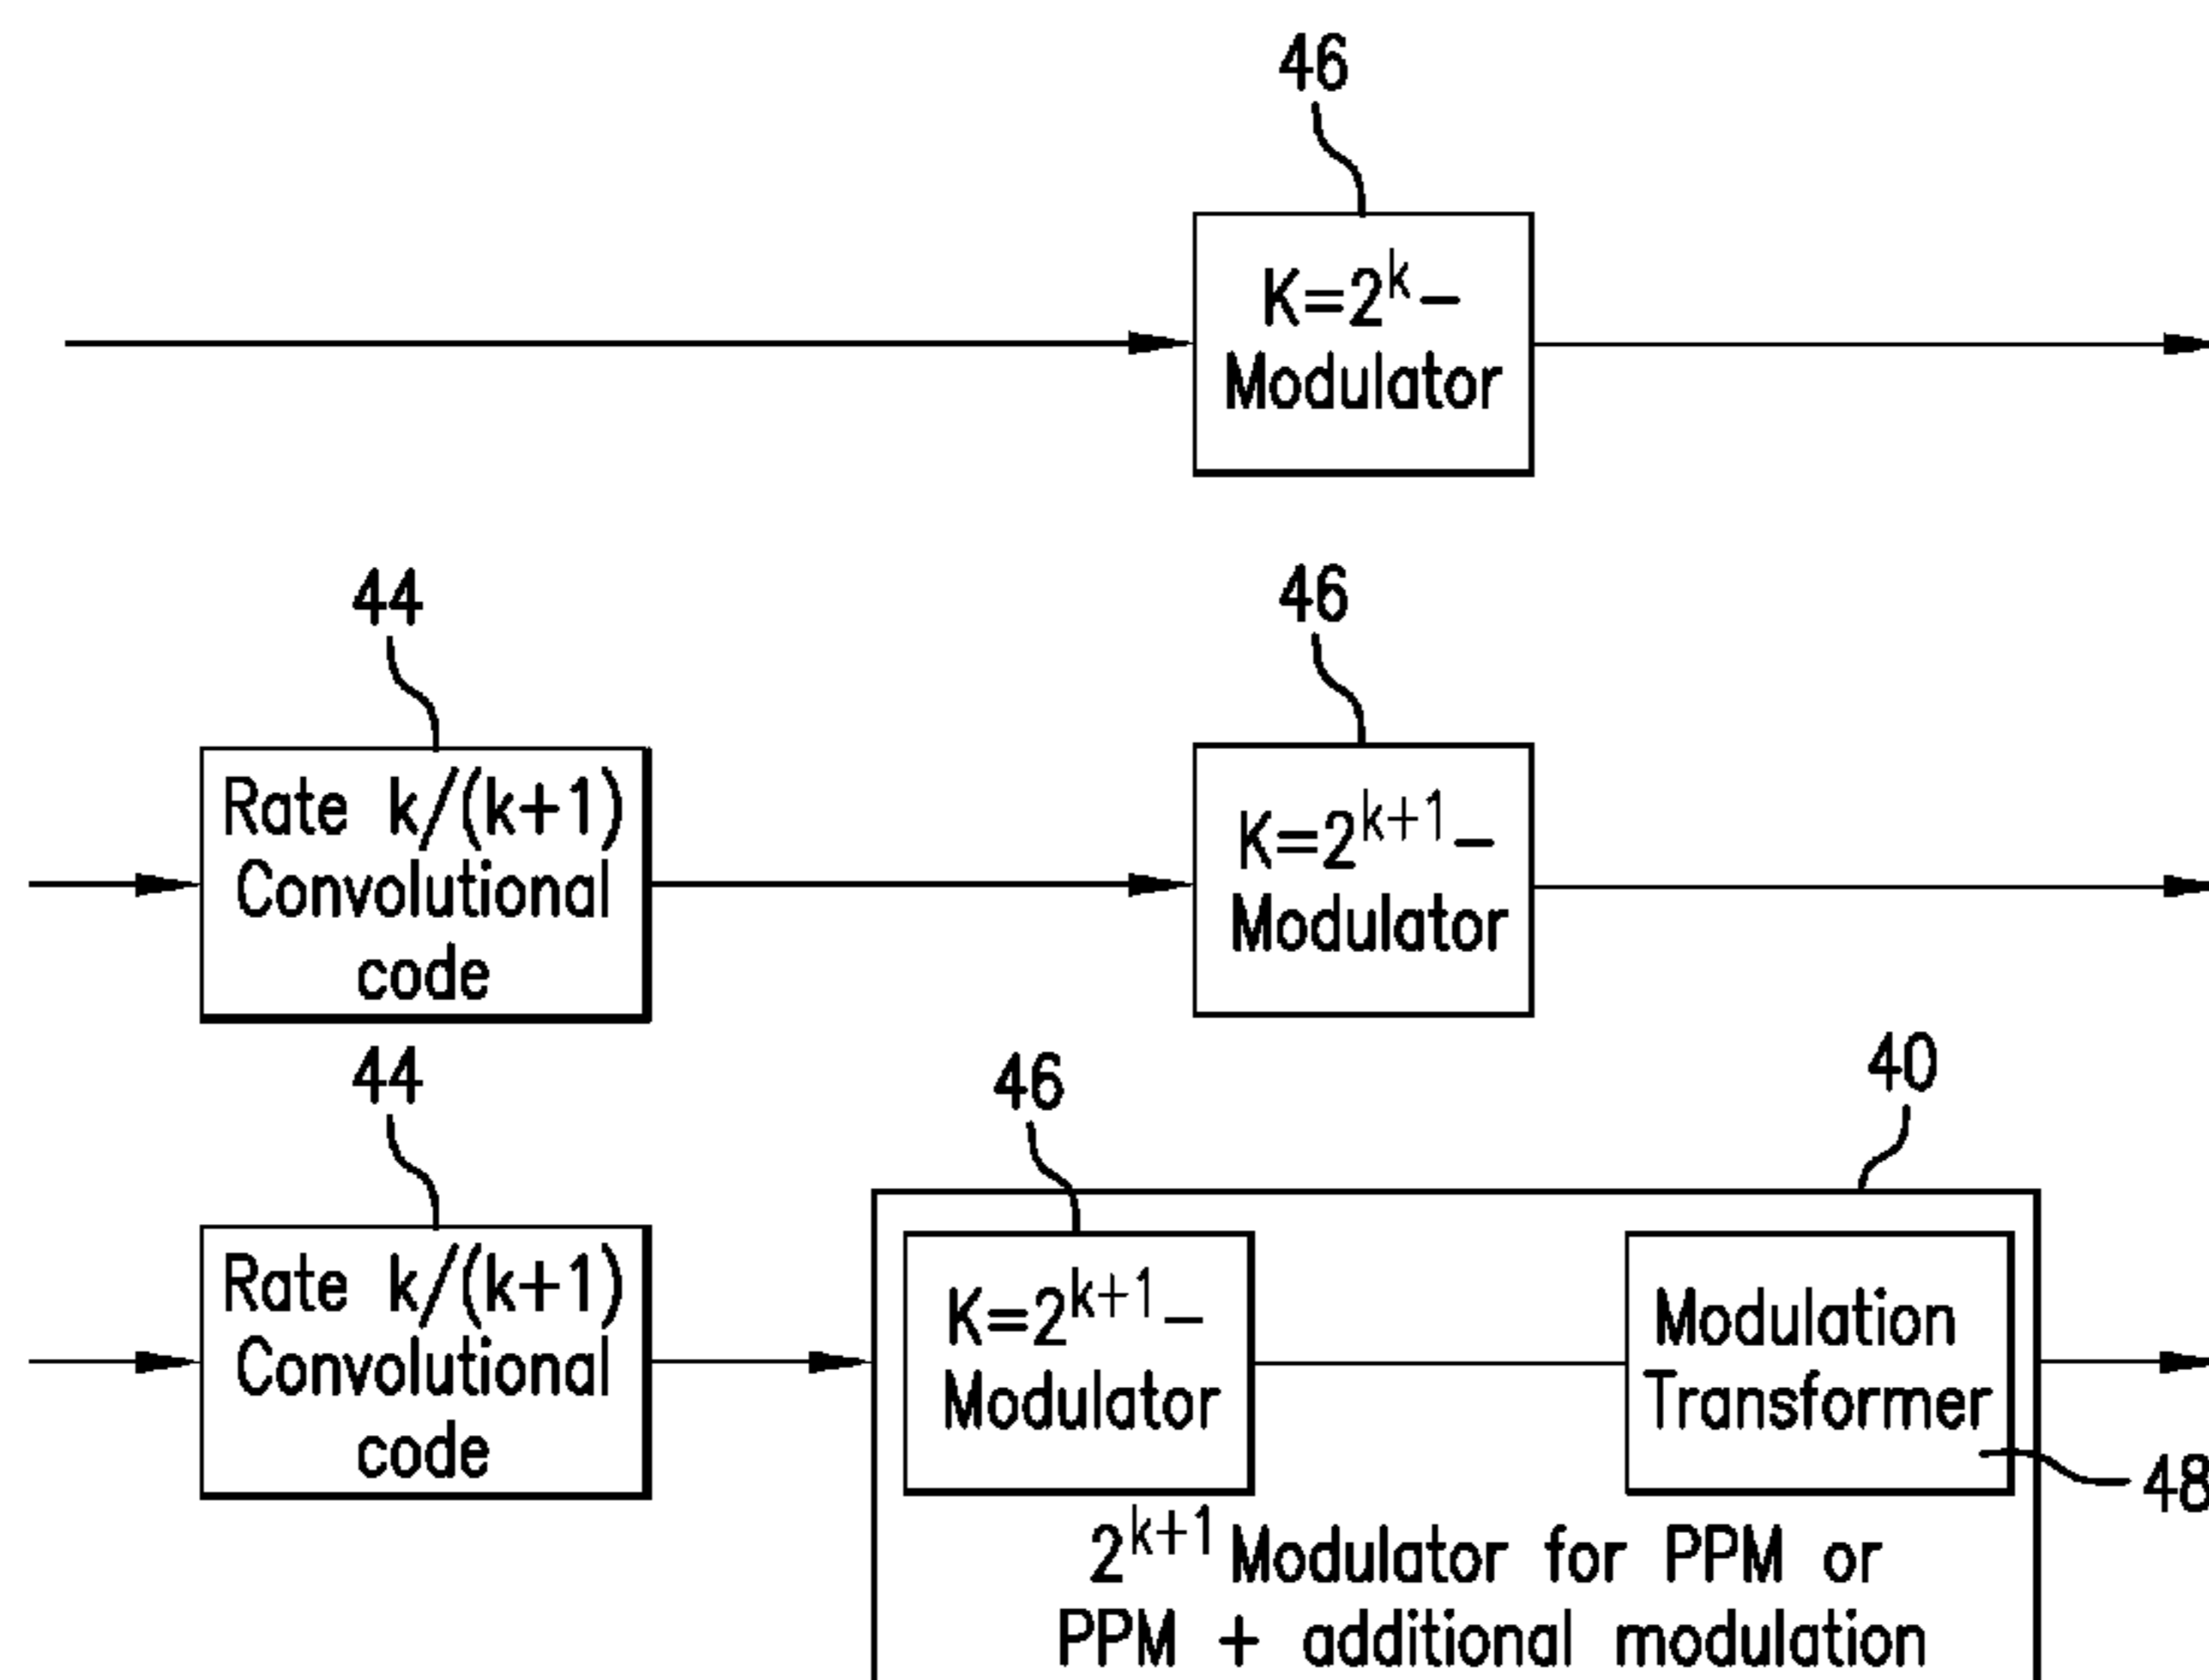 46
K=2^k−
Modulator
44
46
Rate k/(k+1)
Convolutional
code
K=2^k+1−
Modulator
44
46
40
Rate k/(k+1)
Convolutional
code
K=2^k+1−
Modulator
Modulation
Transformer
48
2^k+1 Modulator for PPM or
PPM + additional modulation